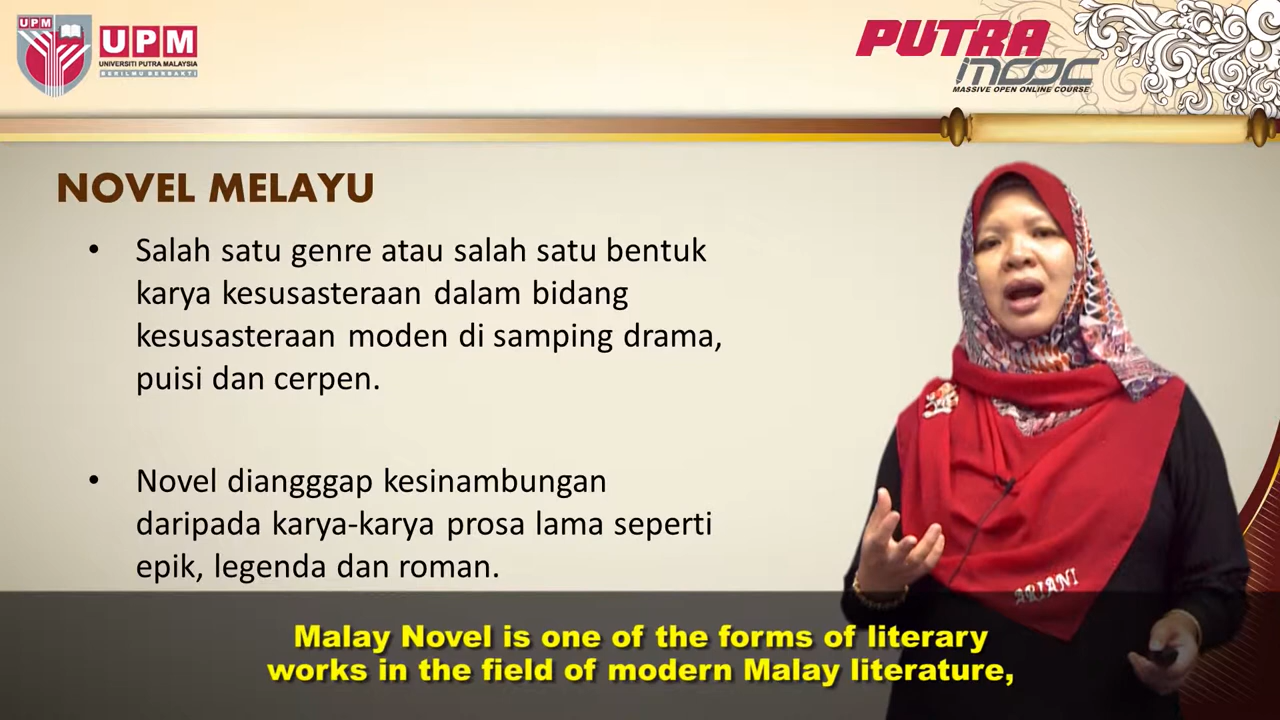 UPM
UPM
UNIVERSITI PUTRA MALAYSIA
BERILMU BERBAKTI
PUTRA
mooc
MASSIVE OPEN ONLINE COURSE
NOVEL MELAYU
• Salah satu genre atau salah satu bentuk
karya kesusasteraan dalam bidang
kesusasteraan moden di samping drama,
puisi dan cerpen.
• Novel diangggap kesinambungan
daripada karya-karya prosa lama seperti
epik, legenda dan roman.
ARIANI
Malay Novel is one of the forms of literary
works in the field of modern Malay literature,